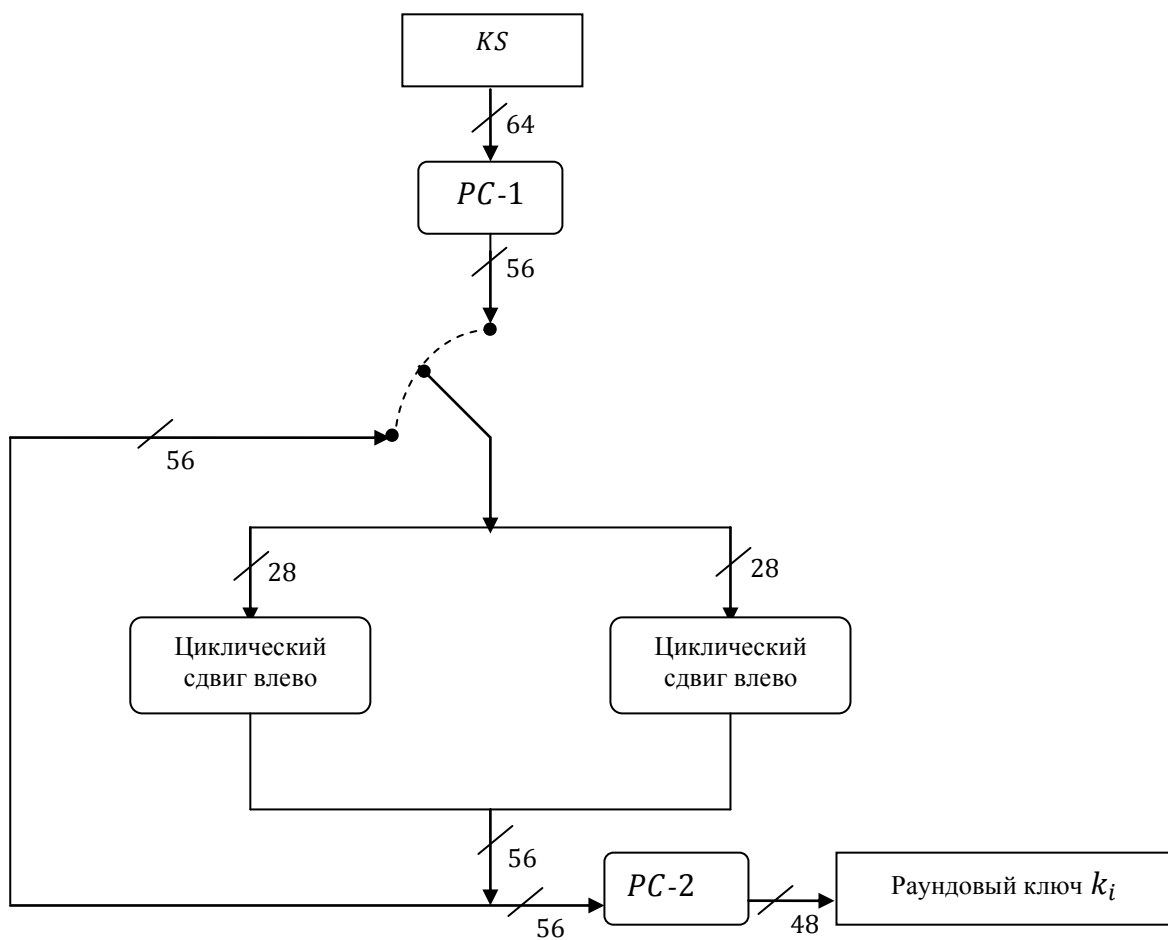 KS
64
PC-1
56
56
28
28
Циклический
сдвиг влево
Циклический
сдвиг влево
56
56
PC-2
48
Раундовый ключ k_i